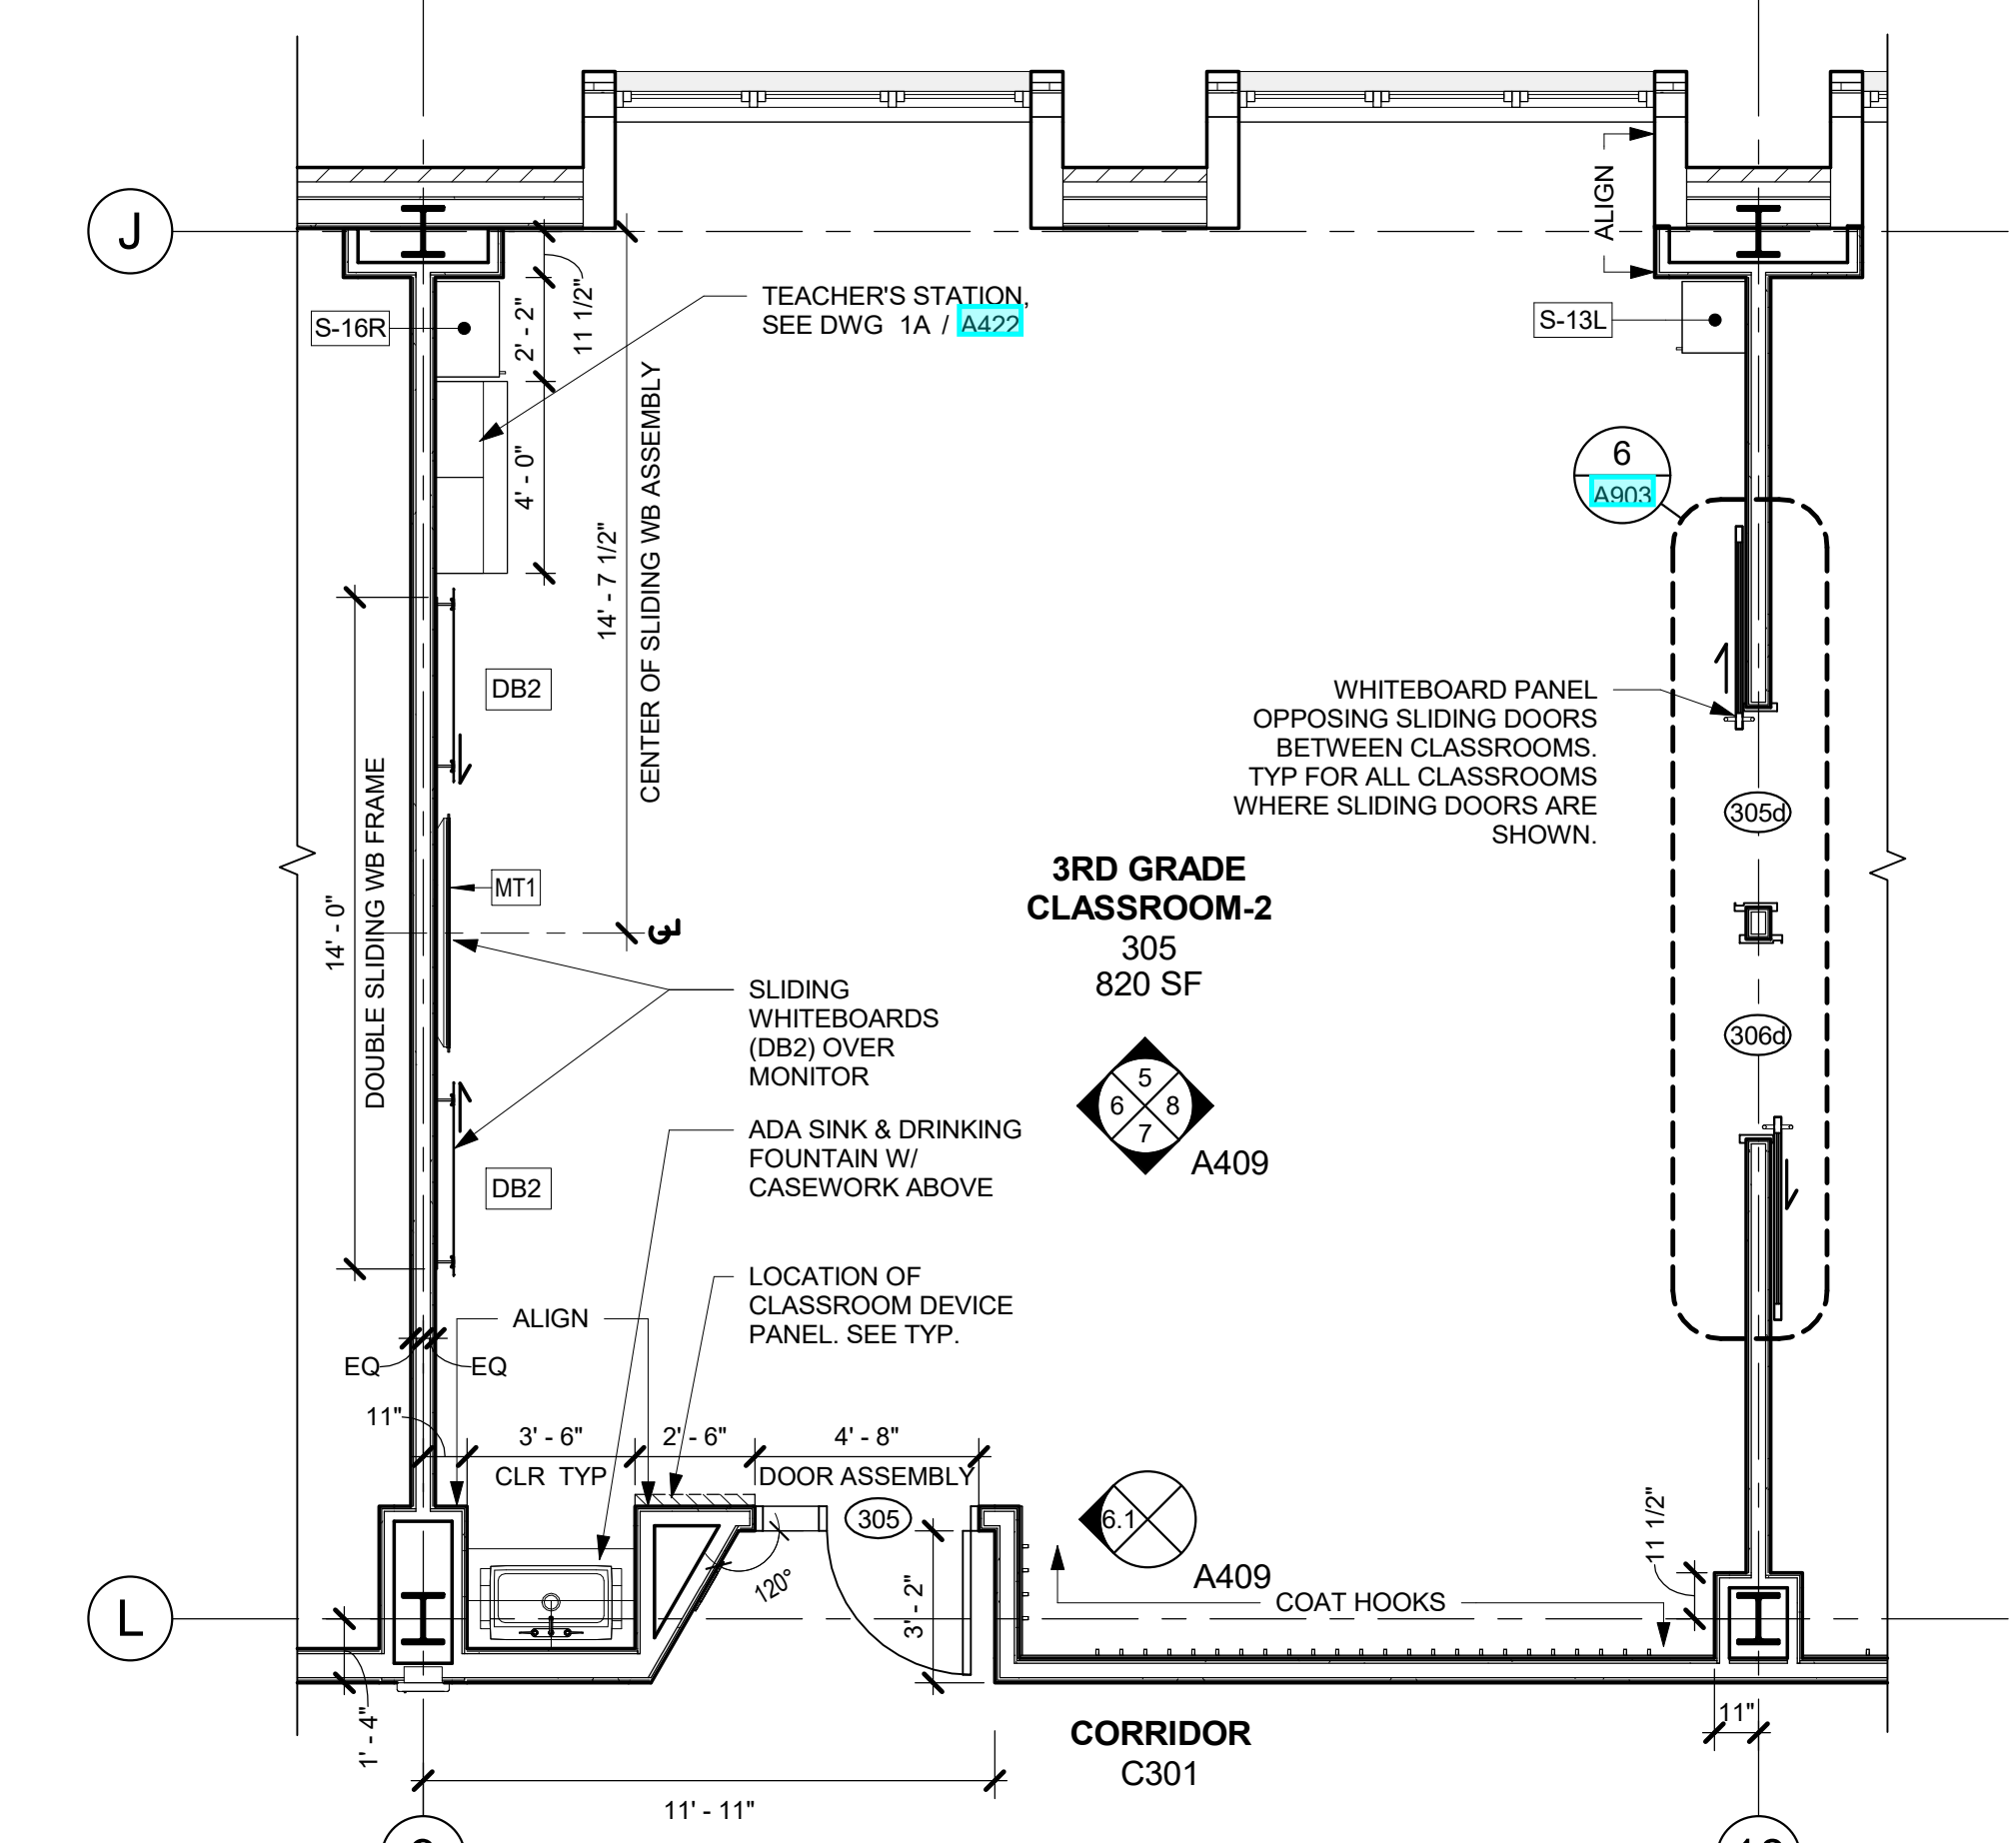 J
ALIGN
11 1/2"
2' - 2"
TEACHER'S STATION,
SEE DWG 1A / A422
S-16R
S-13L
4' - 0"
14' - 7 1/2"
CENTER OF SLIDING WB ASSEMBLY
6
A903
DB2
WHITEBOARD PANEL
OPPOSING SLIDING DOORS
BETWEEN CLASSROOMS.
TYP FOR ALL CLASSROOMS
WHERE SLIDING DOORS ARE
SHOWN.
305d
14' - 0"
DOUBLE SLIDING WB FRAME
MT1
3RD GRADE
CLASSROOM-2
305
820 SF
CL
SLIDING
WHITEBOARDS
(DB2) OVER
MONITOR
306d
5
6 8
7
A409
ADA SINK & DRINKING
FOUNTAIN W/
CASEWORK ABOVE
DB2
LOCATION OF
CLASSROOM DEVICE
PANEL. SEE TYP.
ALIGN
EQ EQ
11"
3' - 6"
CLR TYP
2' - 6"
4' - 8"
DOOR ASSEMBLY
305
6.1
A409
11 1/2"
120°
3' - 2"
COAT HOOKS
L
1' - 4"
11"
CORRIDOR
C301
11' - 11"